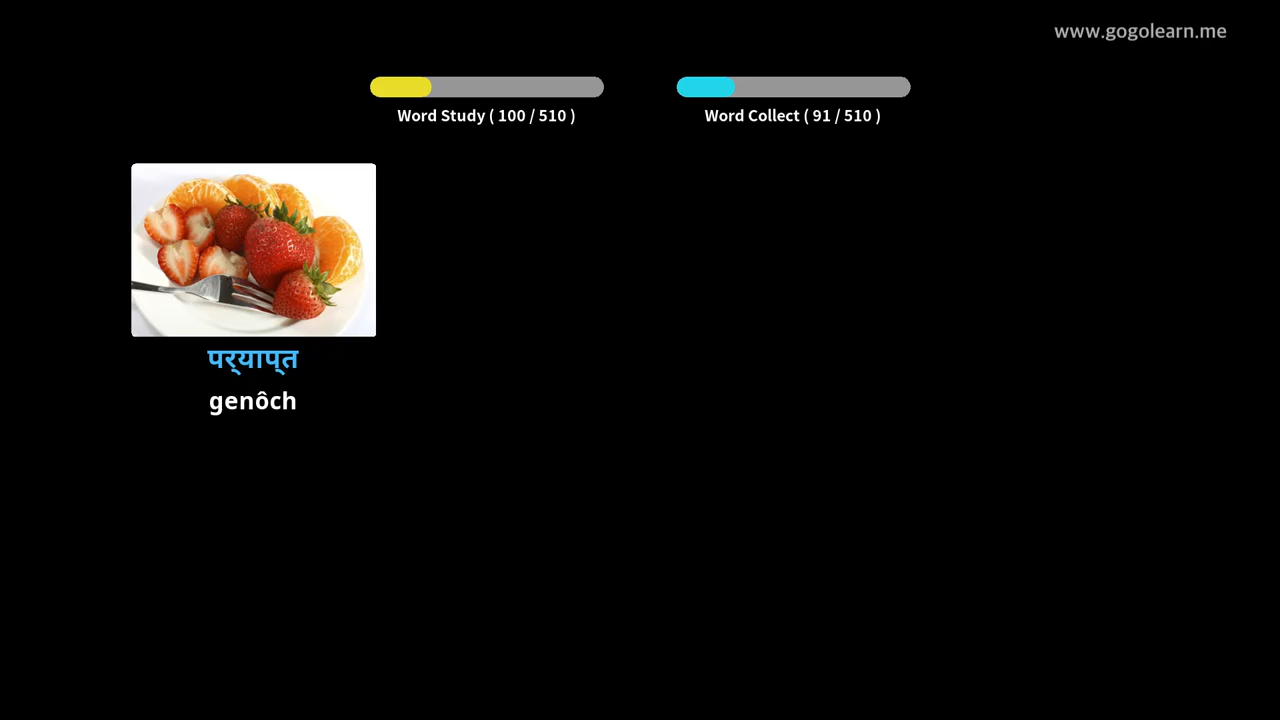 www.gogolearn.me
Word Study ( 100 / 510 )
Word Collect ( 91 / 510 )
पर्याप्त
genôch